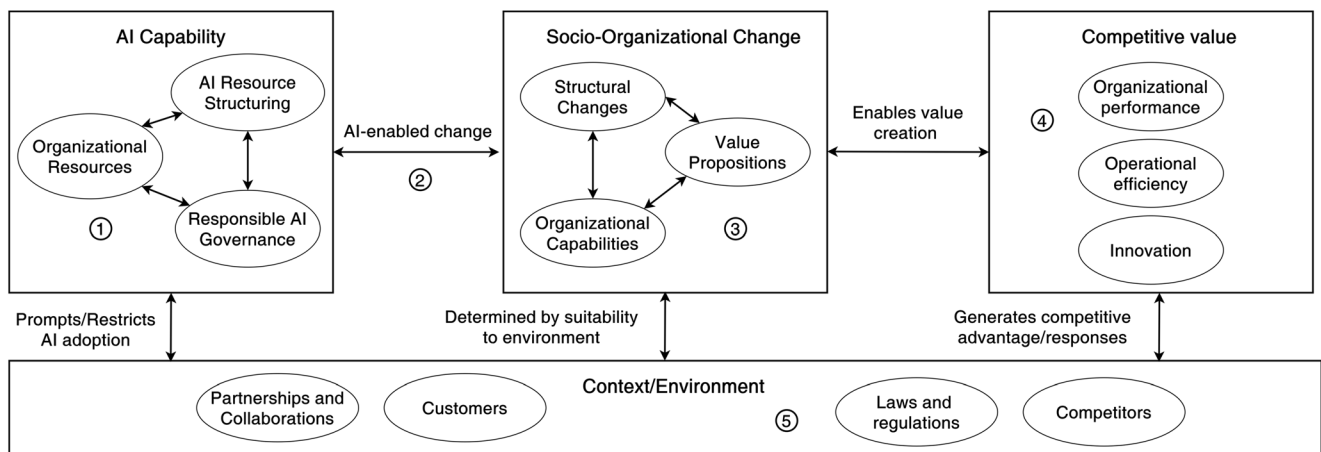 AI Capability
AI Resource
Structuring
Organizational
Resources
Responsible AI
Governance
①
AI-enabled change
②
Socio-Organizational Change
Structural
Changes
Value
Propositions
Organizational
Capabilities
③
Enables value
creation
Competitive value
④
Organizational
performance
Operational
efficiency
Innovation
Prompts/Restricts
AI adoption
Determined by suitability
to environment
Generates competitive
advantage/responses
Context/Environment
Partnerships and
Collaborations
Customers
⑤
Laws and
regulations
Competitors